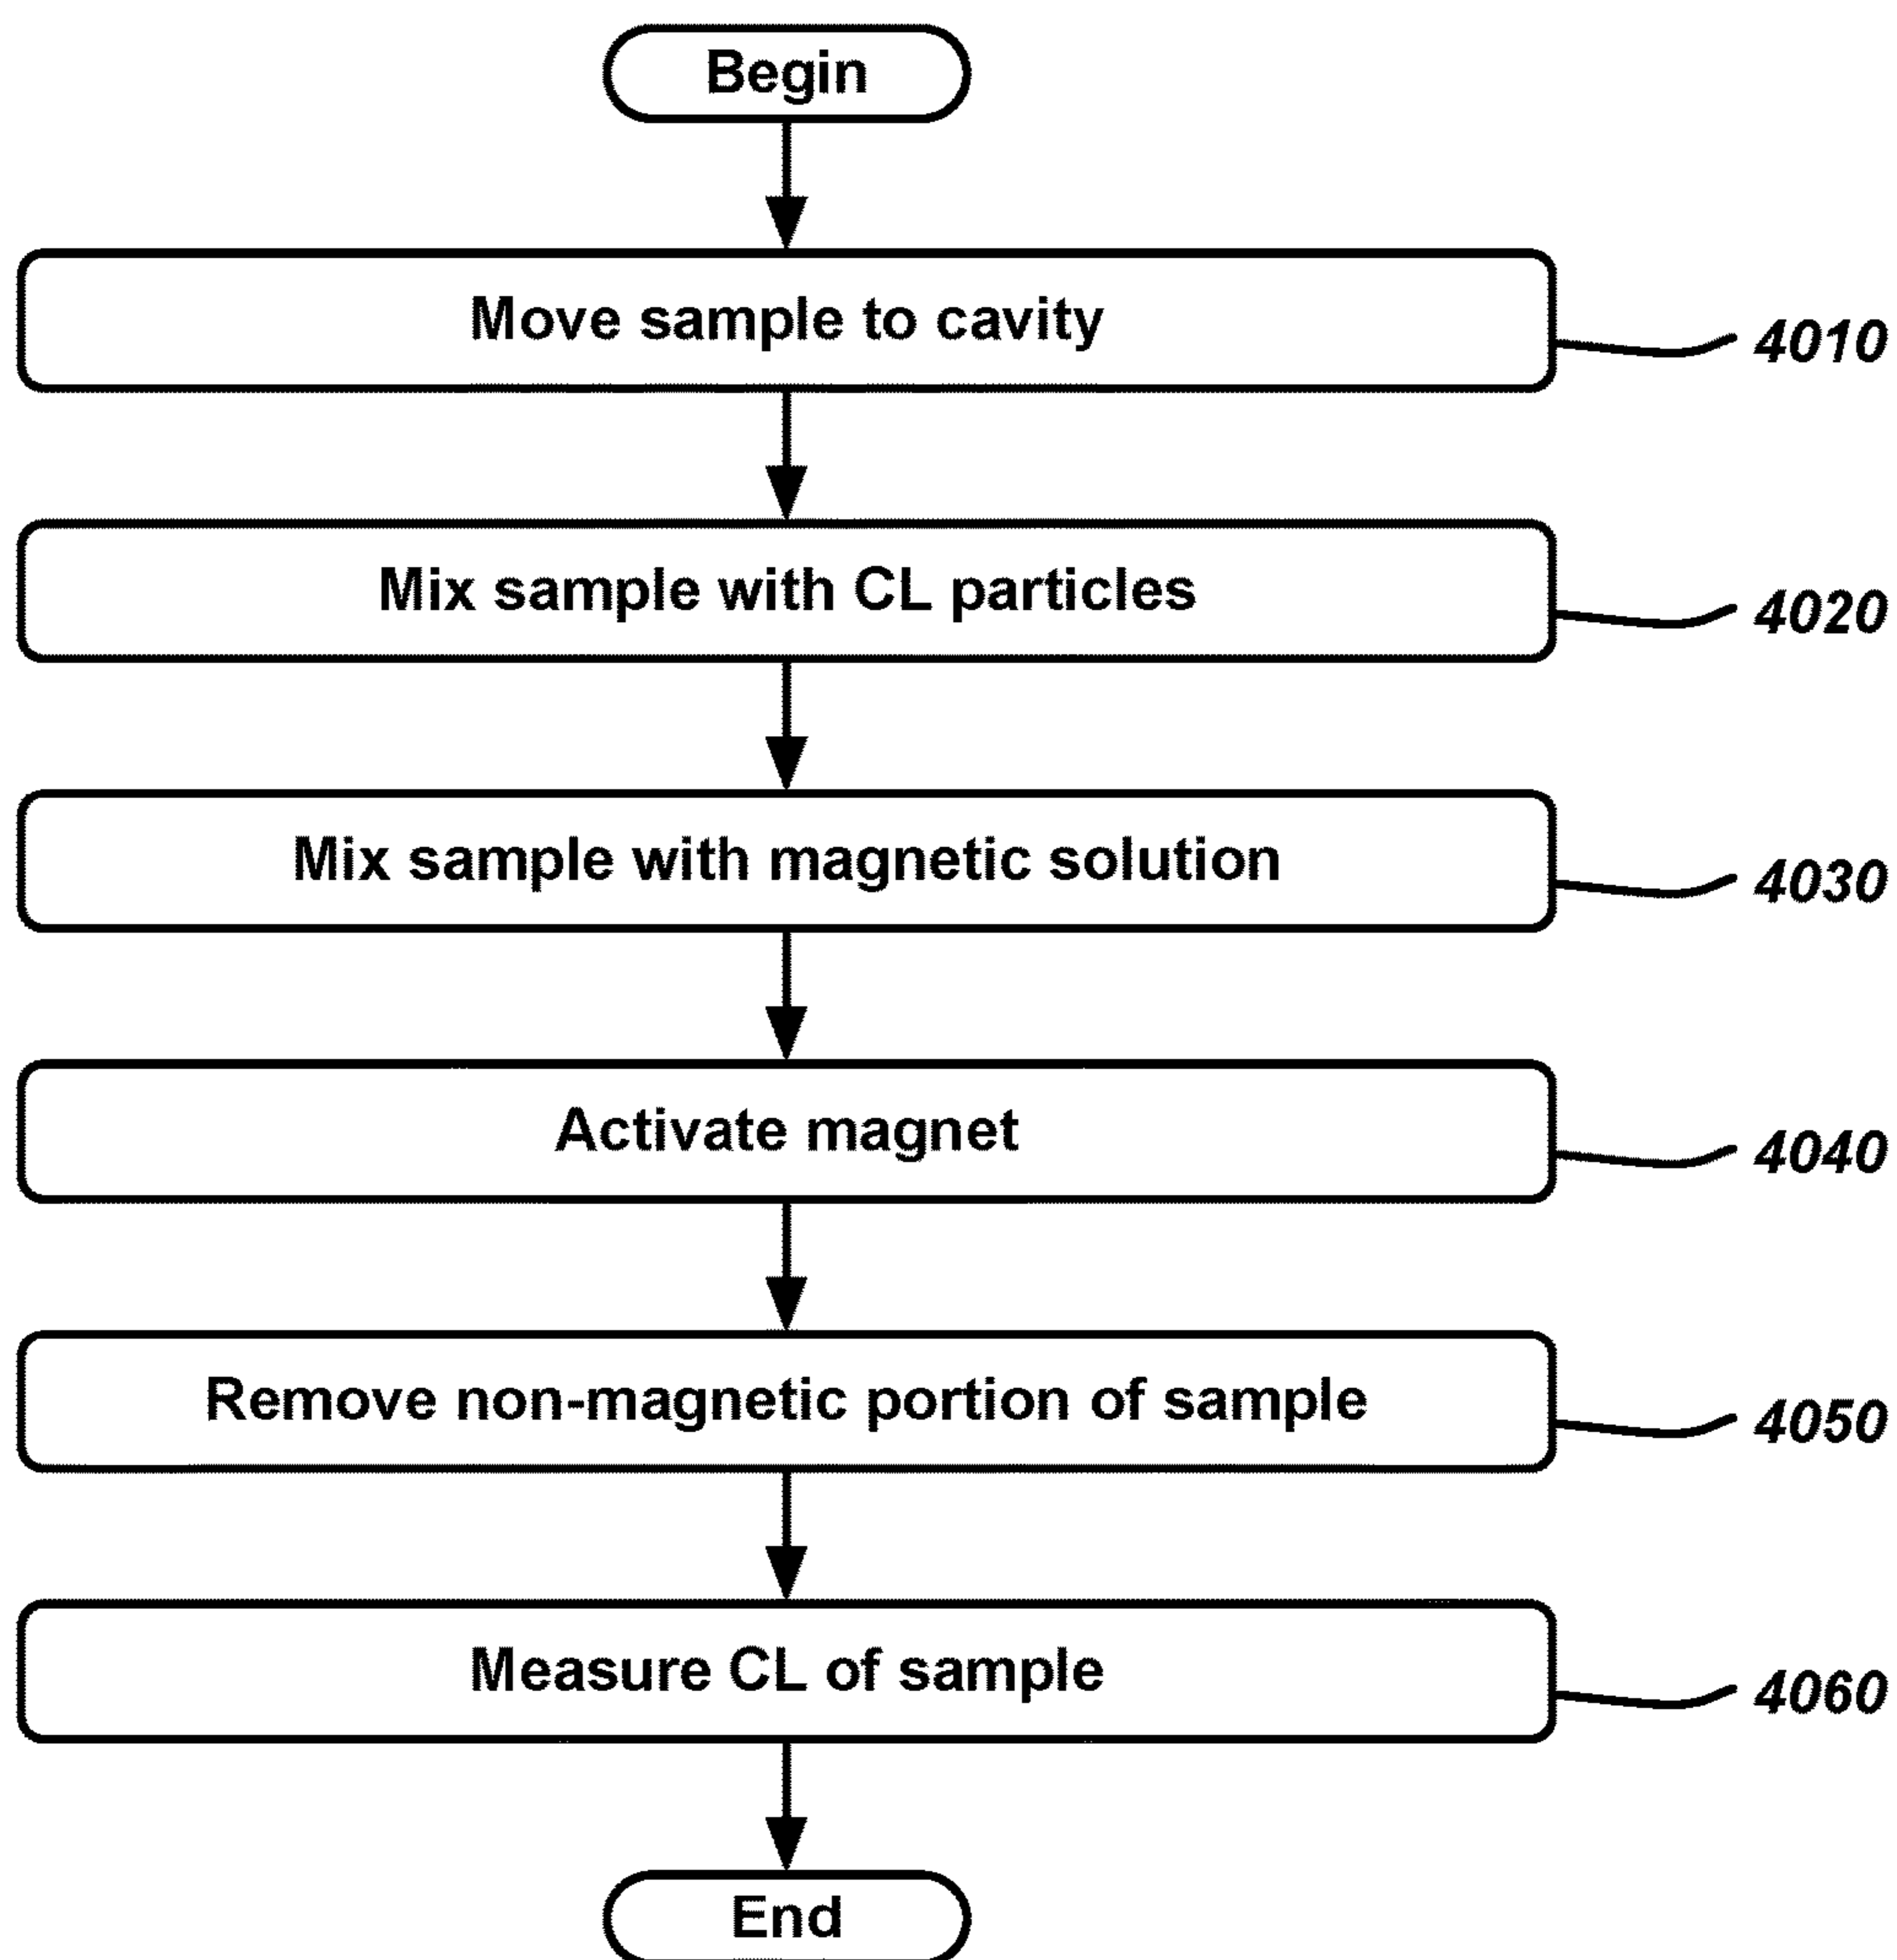 Begin
Move sample to cavity
4010
Mix sample with CL particles
4020
Mix sample with magnetic solution
4030
Activate magnet
4040
Remove non-magnetic portion of sample
4050
Measure CL of sample
4060
End